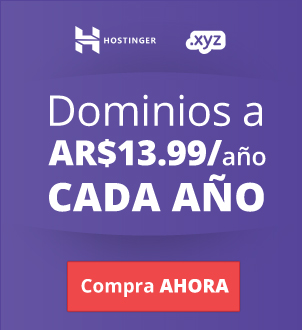 HOSTINGER .xyz
Dominios a
AR$13.99/año
CADA AÑO
Compra AHORA